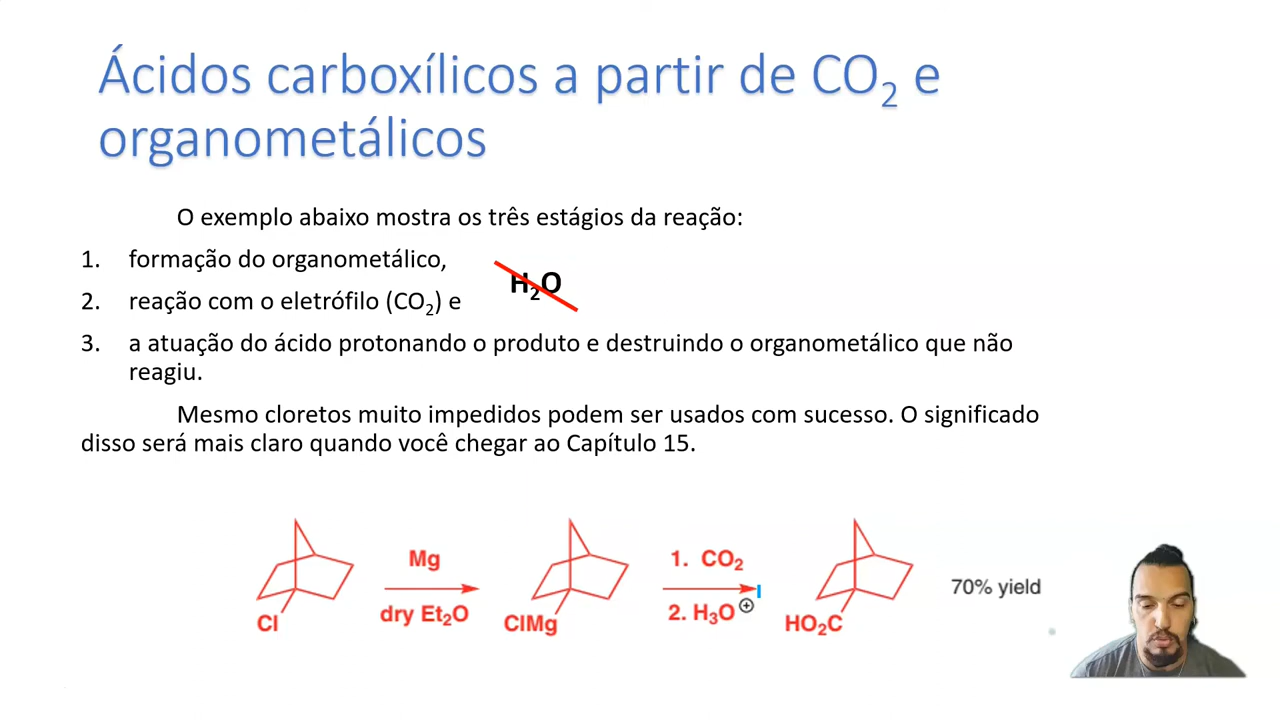 Ácidos carboxílicos a partir de CO₂ e
organometálicos
O exemplo abaixo mostra os três estágios da reação:
1. formação do organometálico,
2. reação com o eletrófilo (CO₂) e
H₂O
3. a atuação do ácido protonando o produto e destruindo o organometálico que não
reagiu.
Mesmo cloretos muito impedidos podem ser usados com sucesso. O significado
disso será mais claro quando você chegar ao Capítulo 15.
Cl
Mg
dry Et₂O
ClMg
1. CO₂
2. H₃O⊕
HO₂C
70% yield